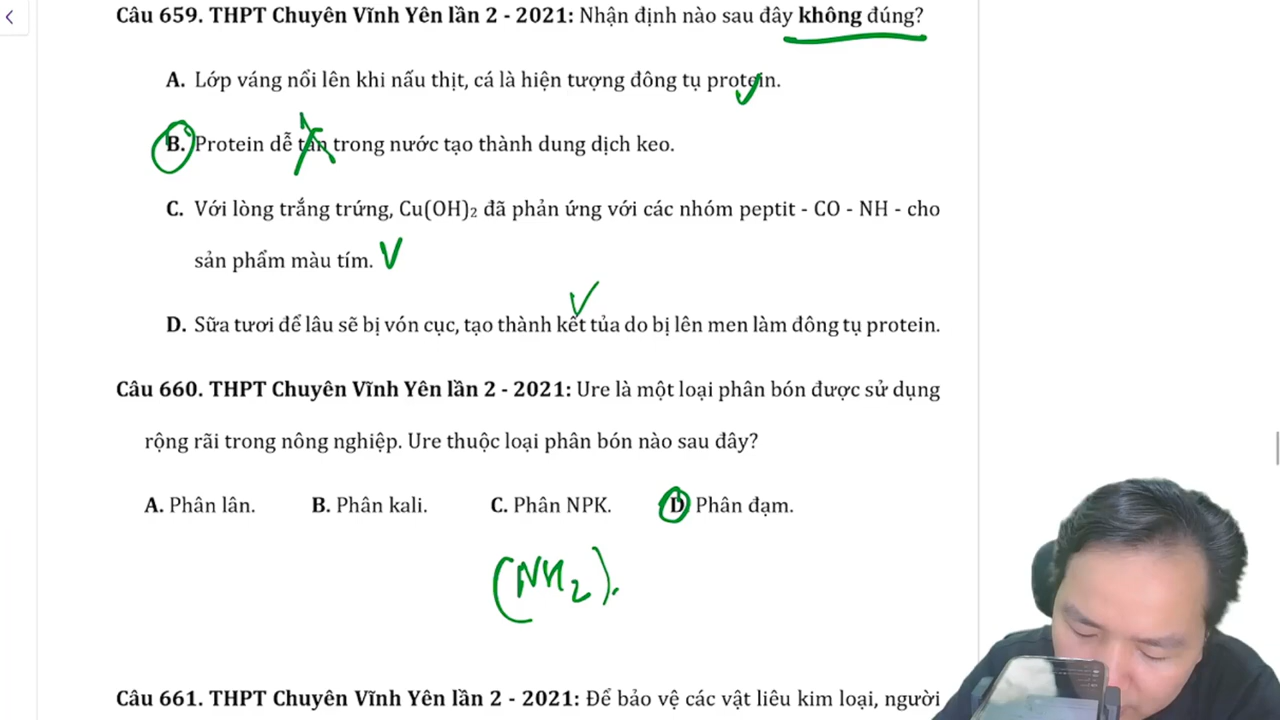 Câu 659. THPT Chuyên Vĩnh Yên lần 2 - 2021: Nhận định nào sau đây không đúng?
A. Lớp váng nổi lên khi nấu thịt, cá là hiện tượng đông tụ protein.
B. Protein dễ tan trong nước tạo thành dung dịch keo.
C. Với lòng trắng trứng, Cu(OH)₂ đã phản ứng với các nhóm peptit - CO - NH - cho
sản phẩm màu tím.
D. Sữa tươi để lâu sẽ bị vón cục, tạo thành kết tủa do bị lên men làm đông tụ protein.
Câu 660. THPT Chuyên Vĩnh Yên lần 2 - 2021: Ure là một loại phân bón được sử dụng
rộng rãi trong nông nghiệp. Ure thuộc loại phân bón nào sau đây?
A. Phân lân. B. Phân kali. C. Phân NPK. D. Phân đạm.
(NH₂)
Câu 661. THPT Chuyên Vĩnh Yên lần 2 - 2021: Để bảo vệ các vật liêu kim loại, người